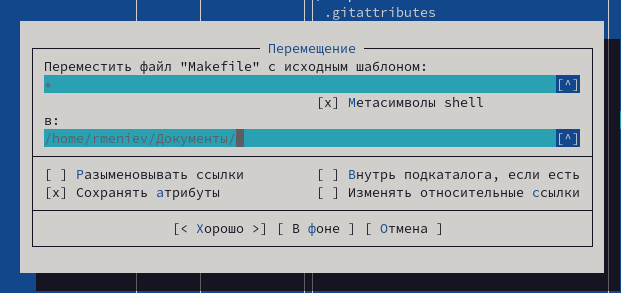 .gitattributes
Перемещение
Переместить файл "Makefile" с исходным шаблоном:
* [^]
[x] Метасимволы shell
в:
/home/rmeniev/Документы/ [^]
[ ] Разыменовывать ссылки [ ] Внутрь подкаталога, если есть
[x] Сохранять атрибуты [ ] Изменять относительные ссылки
[< Хорошо >] [ В фоне ] [ Отмена ]